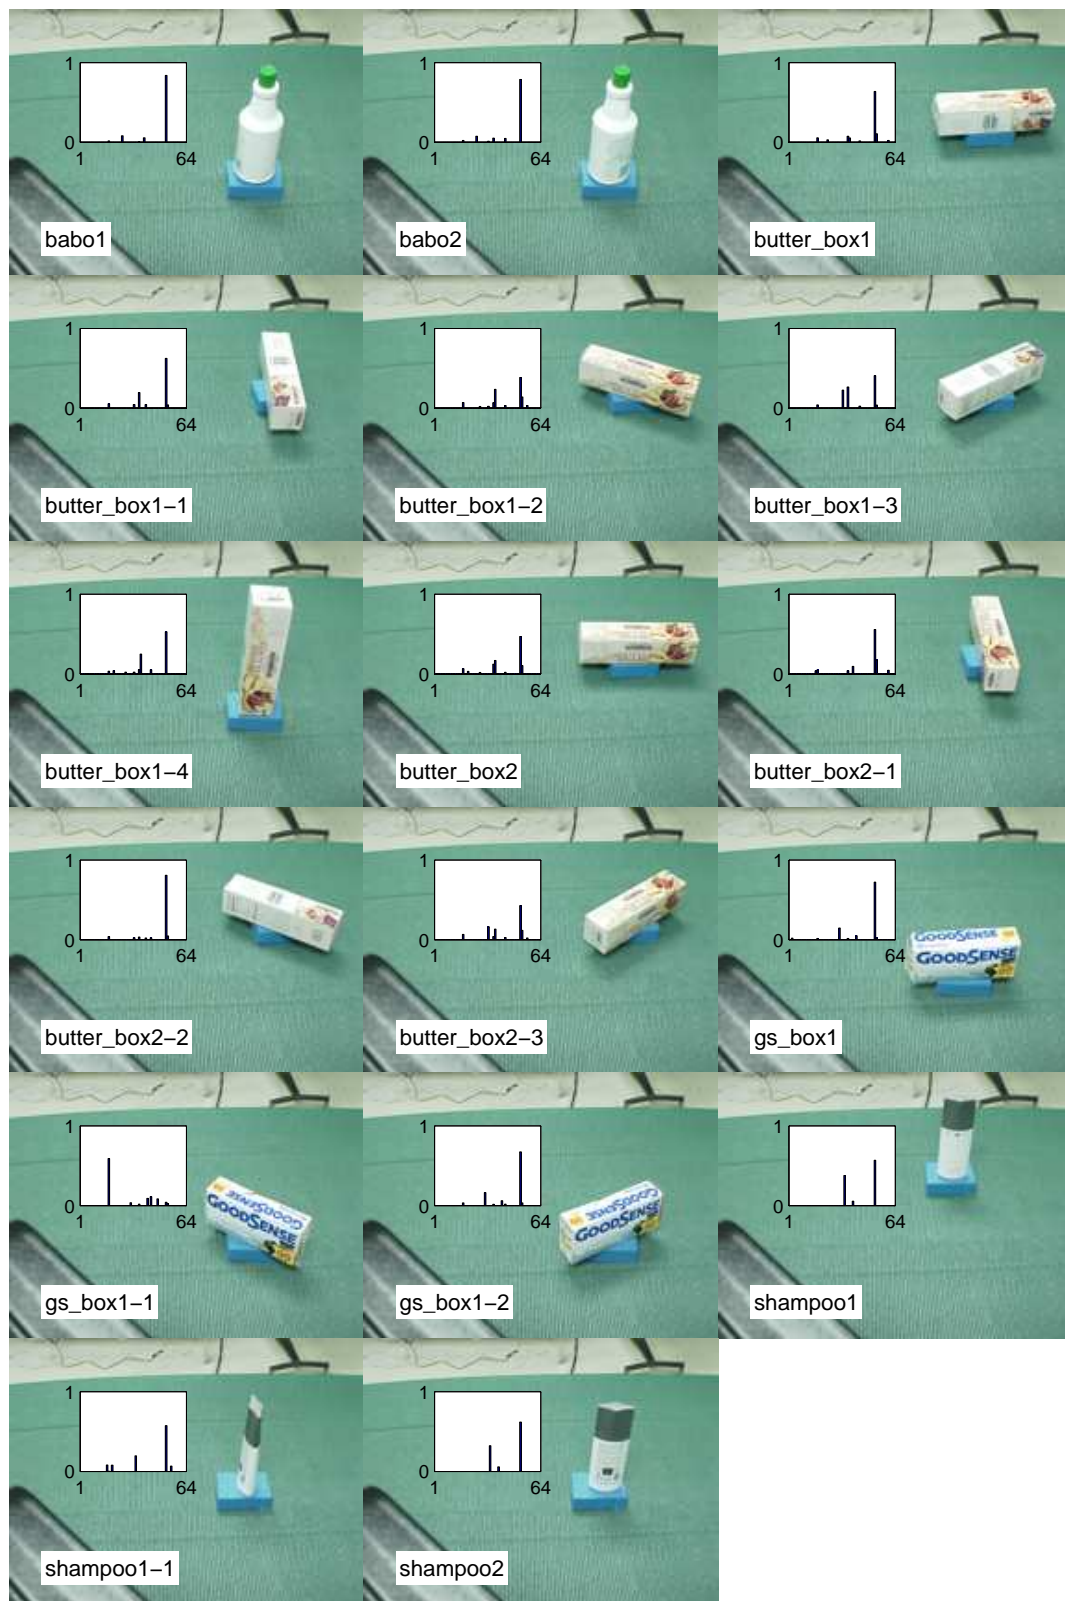 1
0
1
64
babo1
1
0
1
64
babo2
1
0
1
64
butter_box1
1
0
1
64
butter_box1−1
1
0
1
64
butter_box1−2
1
0
1
64
butter_box1−3
1
0
1
64
butter_box1−4
1
0
1
64
butter_box2
1
0
1
64
butter_box2−1
1
0
1
64
butter_box2−2
1
0
1
64
butter_box2−3
1
0
1
64
GOODSENSE
GOODSENSE
gs_box1
1
0
1
64
GOODSENSE
GOODSENSE
gs_box1−1
1
0
1
64
GOODSENSE
GOODSENSE
gs_box1−2
1
0
1
64
shampoo1
1
0
1
64
shampoo1−1
1
0
1
64
shampoo2